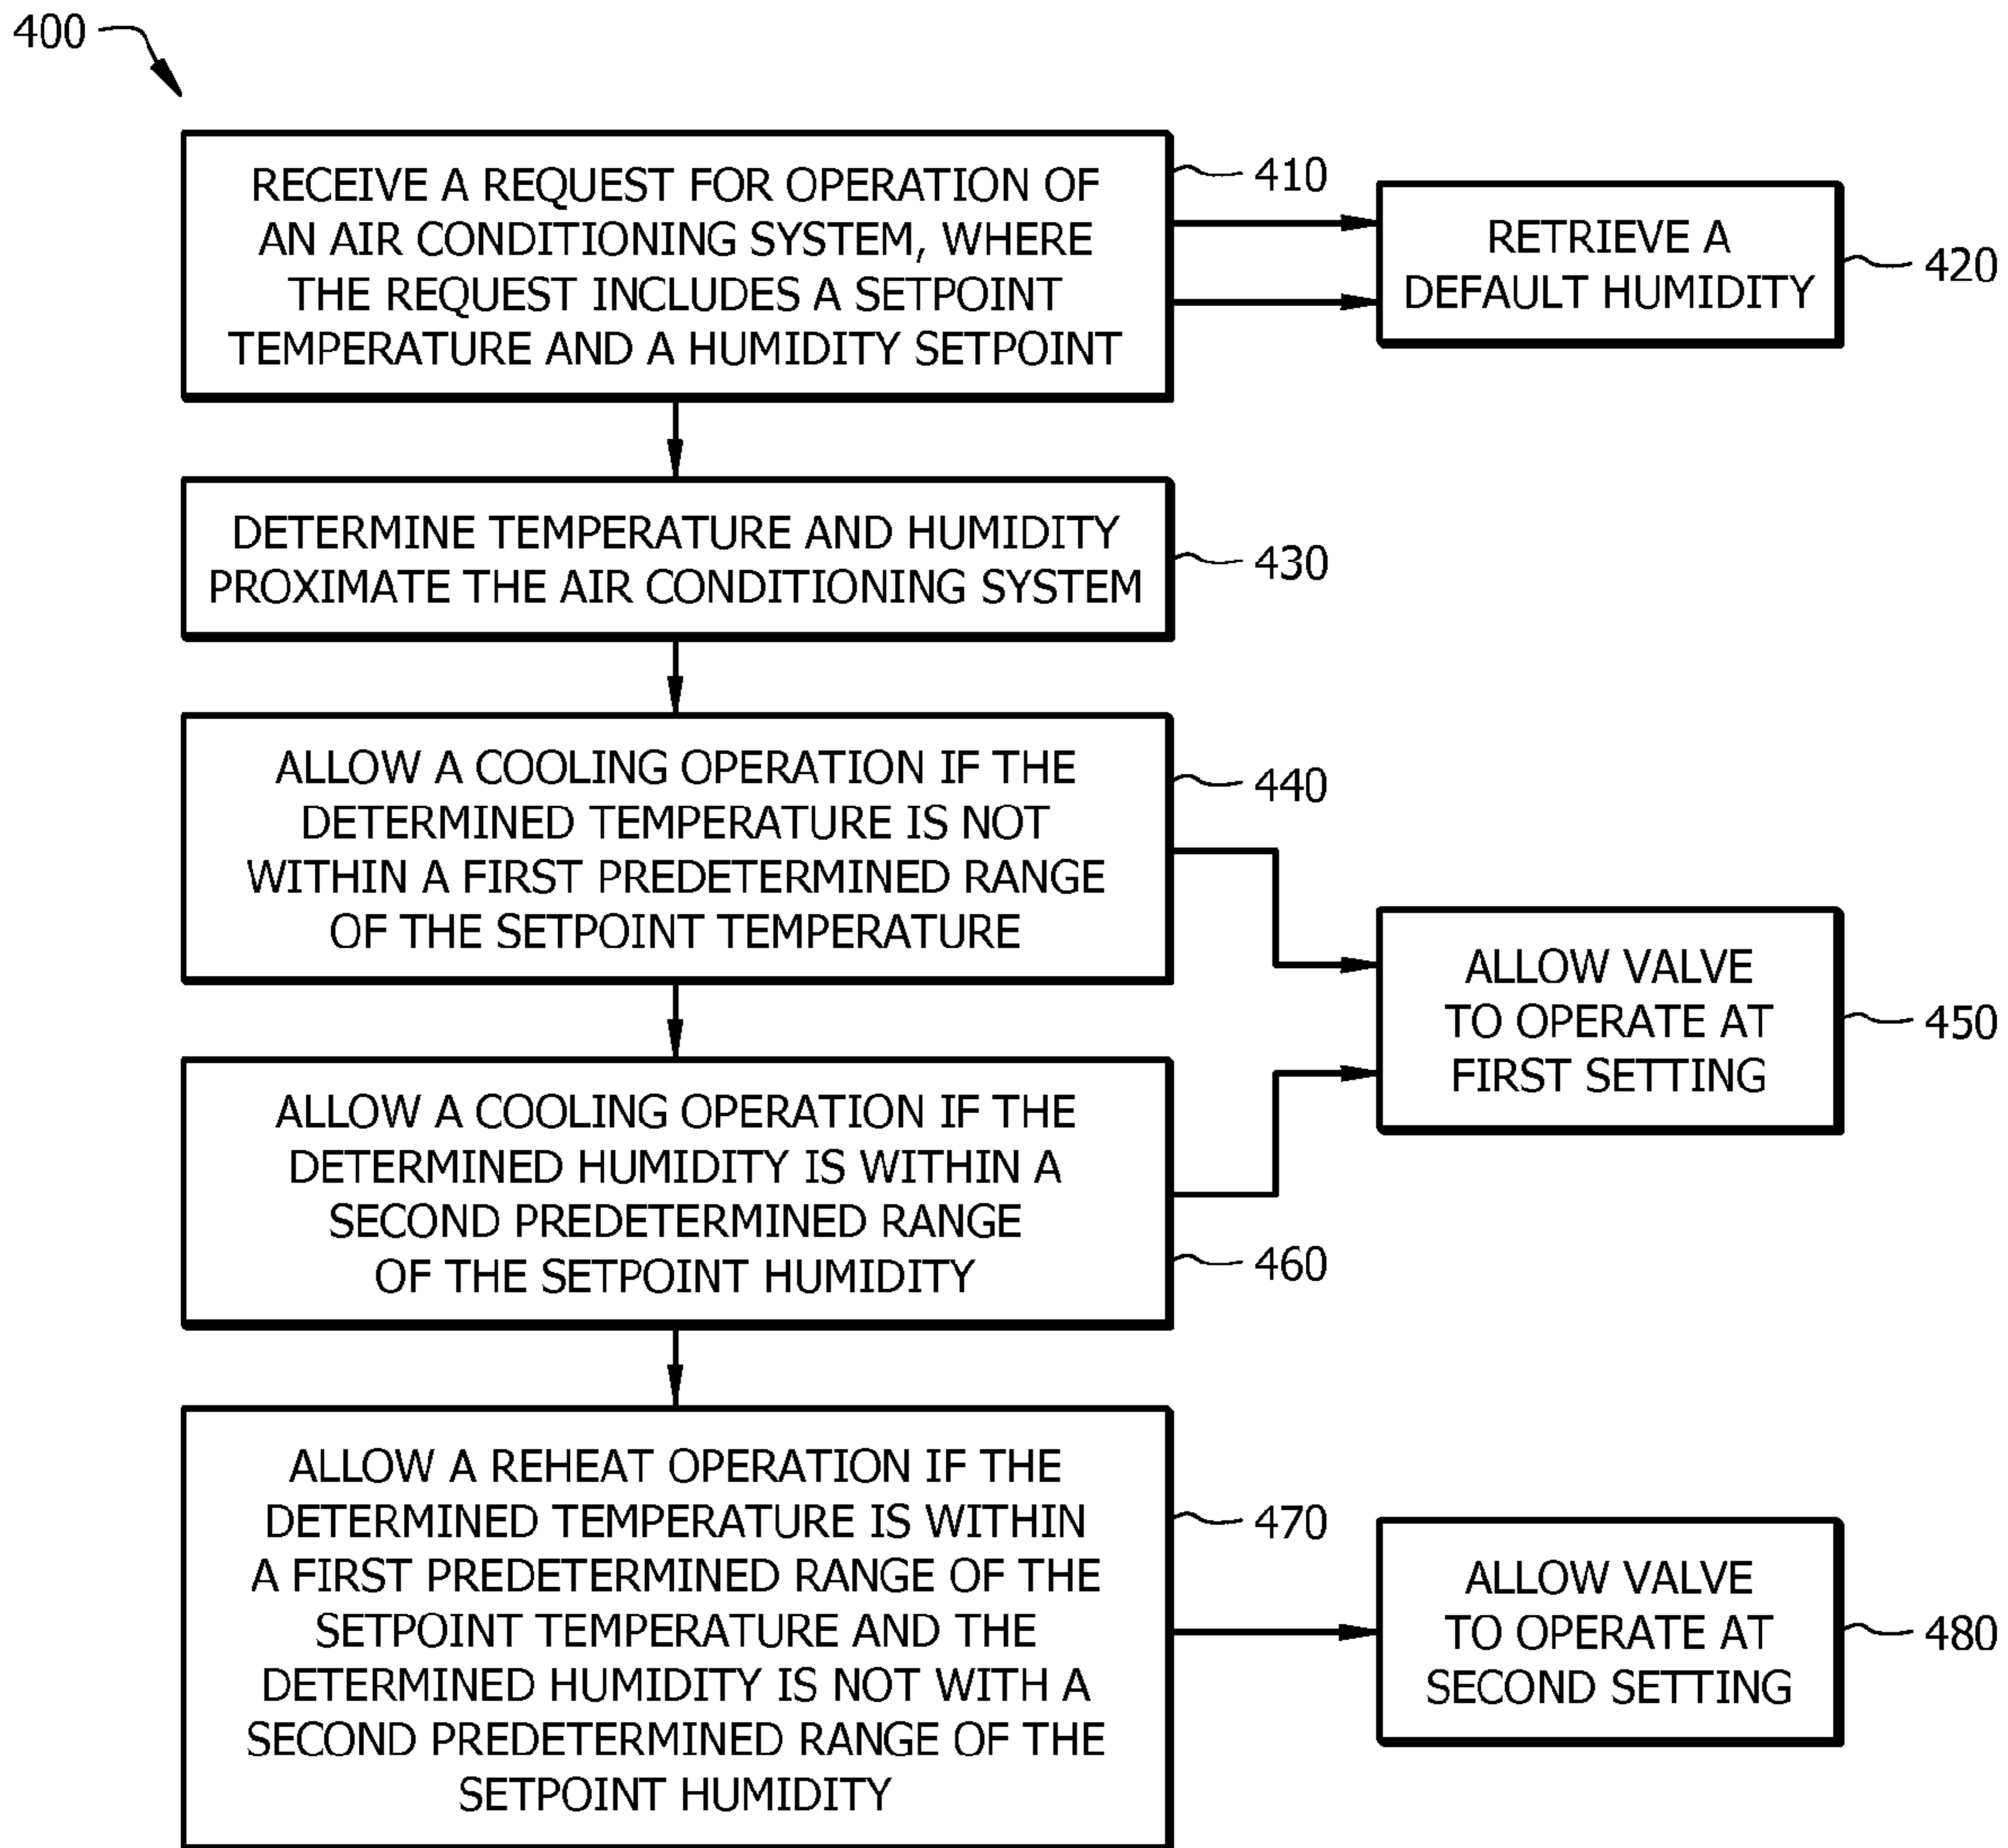 400
RECEIVE A REQUEST FOR OPERATION OF
AN AIR CONDITIONING SYSTEM, WHERE
THE REQUEST INCLUDES A SETPOINT
TEMPERATURE AND A HUMIDITY SETPOINT
410
RETRIEVE A
DEFAULT HUMIDITY
420
DETERMINE TEMPERATURE AND HUMIDITY
PROXIMATE THE AIR CONDITIONING SYSTEM
430
ALLOW A COOLING OPERATION IF THE
DETERMINED TEMPERATURE IS NOT
WITHIN A FIRST PREDETERMINED RANGE
OF THE SETPOINT TEMPERATURE
440
ALLOW VALVE
TO OPERATE AT
FIRST SETTING
450
ALLOW A COOLING OPERATION IF THE
DETERMINED HUMIDITY IS WITHIN A
SECOND PREDETERMINED RANGE
OF THE SETPOINT HUMIDITY
460
ALLOW A REHEAT OPERATION IF THE
DETERMINED TEMPERATURE IS WITHIN
A FIRST PREDETERMINED RANGE OF THE
SETPOINT TEMPERATURE AND THE
DETERMINED HUMIDITY IS NOT WITH A
SECOND PREDETERMINED RANGE OF THE
SETPOINT HUMIDITY
470
ALLOW VALVE
TO OPERATE AT
SECOND SETTING
480